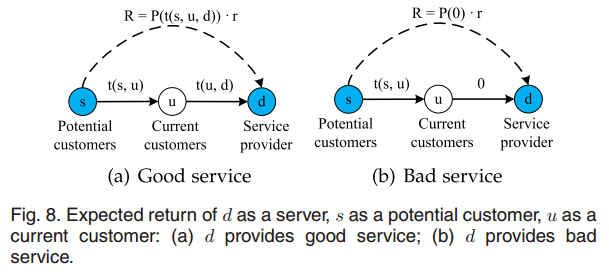 R = P(t(s, u, d)) · r
R = P(0) · r
t(s, u)
t(u, d)
t(s, u)
0
s
u
d
s
u
d
Potential
customers
Current
customers
Service
provider
Potential
customers
Current
customers
Service
provider
(a) Good service
(b) Bad service
Fig. 8. Expected return of d as a server, s as a potential customer, u as a
current customer: (a) d provides good service; (b) d provides bad
service.